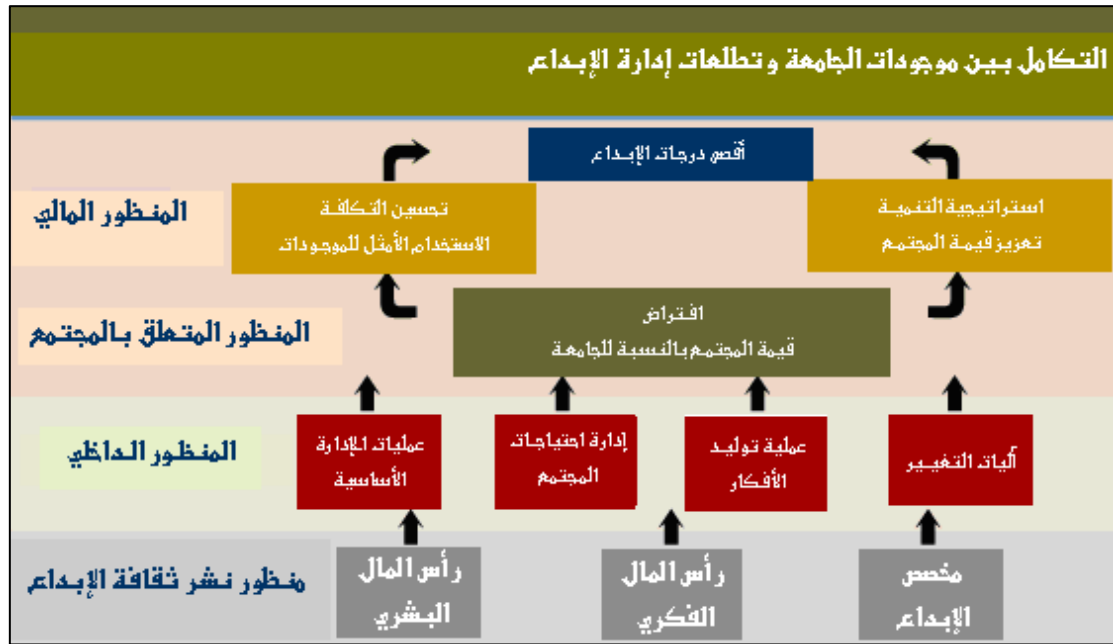 التكامل بين موجودات الجامعة وتطلعات إدارة الإبداع
أقصى درجات الإبداع
استراتيجية التنمية
تعزيز قيمة المجتمع
تحسين التكلفة
الاستخدام الأمثل للموجودات
المنظور المالي
افتراض
قيمة المجتمع بالنسبة للجامعة
المنظور المتعلق بالمجتمع
آليات التغيير
عملية توليد
الأفكار
إدارة احتياجات
المجتمع
عمليات الإدارة
الأساسية
المنظور الداخلي
مخصص
الإبداع
رأس المال
الفكري
رأس المال
البشري
منظور نشر ثقافة الإبداع